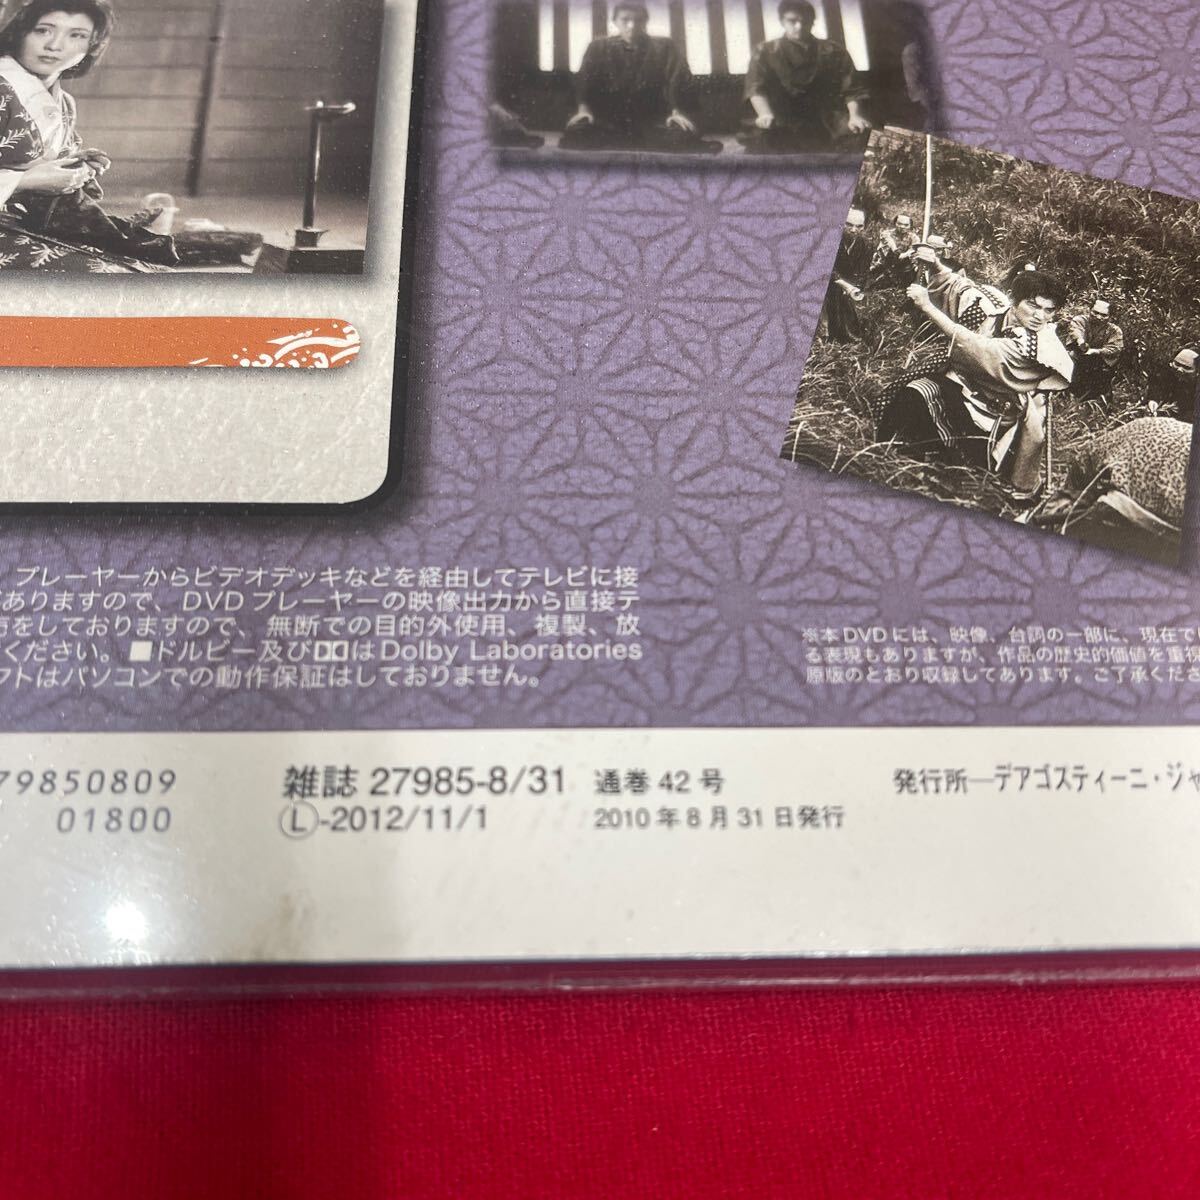 プレーヤーからビデオデッキなどを経由してテレビに接
がありますので、DVDプレーヤーの映像出力から直接テ
をしておりますので、無断での目的外使用、複製、放
ください。■ドルビー及びはDolby Laboratories
フトはパソコンでの動作保証はしておりません。
※本DVDには、映像、台詞の一部に、現在で
る表現もありますが、作品の歴史的価値を重視
原版のとおり収録してあります。ご了承くださ
79850809
01800
雑誌 27985-8/31
Ⓛ-2012/11/1
通巻 42 号
2010 年 8 月 31 日発行
発行所―デアゴスティーニ・ジャ